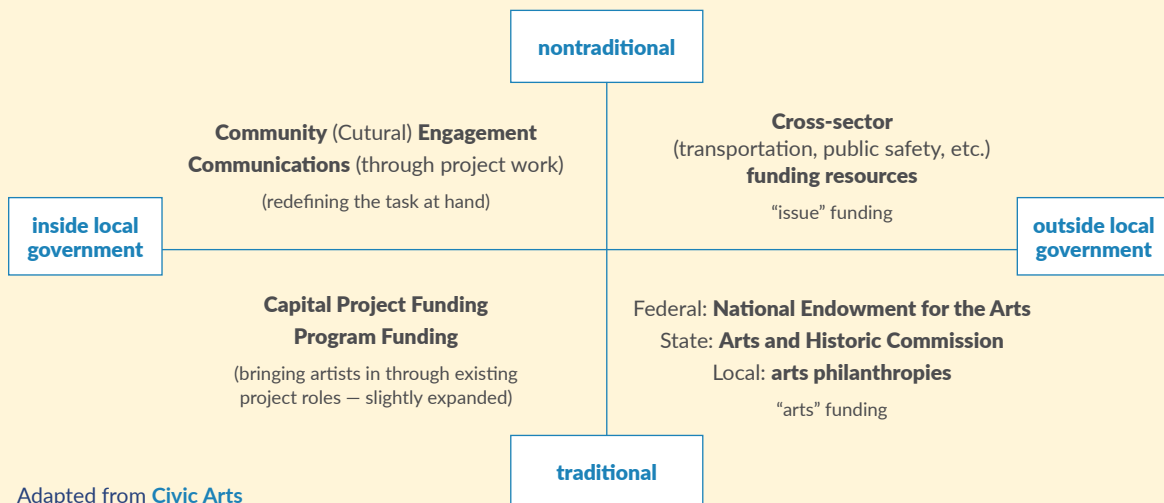 nontraditional
Community (Cutural) Engagement
Communications (through project work)
(redefining the task at hand)
Cross-sector
(transportation, public safety, etc.)
funding resources
“issue” funding
inside local
government
outside local
government
Capital Project Funding
Program Funding
(bringing artists in through existing
project roles — slightly expanded)
Federal: National Endowment for the Arts
State: Arts and Historic Commission
Local: arts philanthropies
“arts” funding
traditional
Adapted from Civic Arts